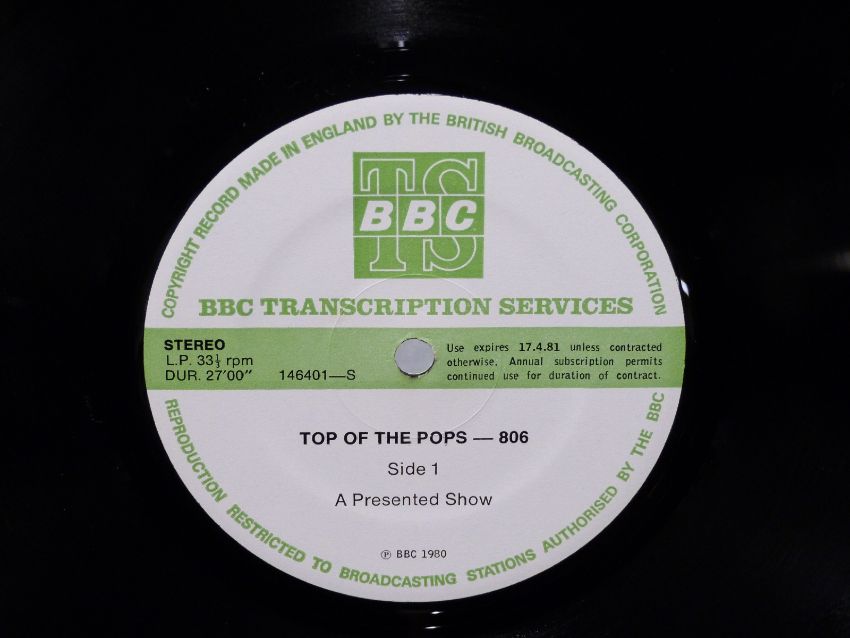 COPYRIGHT RECORD MADE IN ENGLAND BY THE BRITISH BROADCASTING CORPORATION
TS
BBC
TS
BBC TRANSCRIPTION SERVICES
STEREO
L.P. 33⅓ rpm
DUR. 27′00″ 146401—S
Use expires 17.4.81 unless contracted
otherwise. Annual subscription permits
continued use for duration of contract.
TOP OF THE POPS — 806
Side 1
A Presented Show
℗ BBC 1980
REPRODUCTION RESTRICTED TO BROADCASTING STATIONS AUTHORISED BY THE BBC